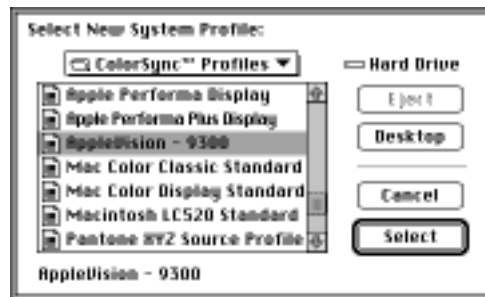 Select New System Profile:
ColorSync™ Profiles
Hard Drive
Apple Performa Display
Apple Performa Plus Display
AppleVision - 9300
Mac Color Classic Standard
Mac Color Display Standard
Macintosh LC520 Standard
Pantone XYZ Source Profile
Eject
Desktop
Cancel
Select
AppleVision - 9300